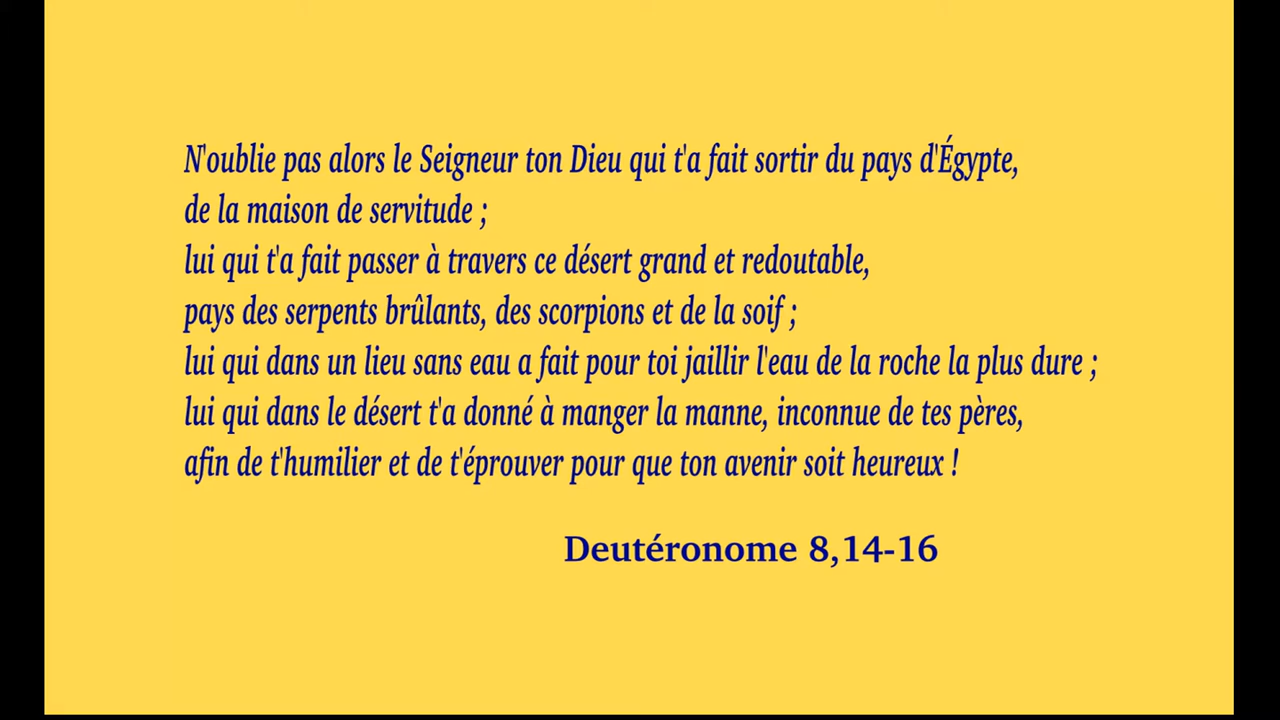 N'oublie pas alors le Seigneur ton Dieu qui t'a fait sortir du pays d'Égypte,
de la maison de servitude ;
lui qui t'a fait passer à travers ce désert grand et redoutable,
pays des serpents brûlants, des scorpions et de la soif ;
lui qui dans un lieu sans eau a fait pour toi jaillir l'eau de la roche la plus dure ;
lui qui dans le désert t'a donné à manger la manne, inconnue de tes pères,
afin de t'humilier et de t'éprouver pour que ton avenir soit heureux !
Deutéronome 8,14-16